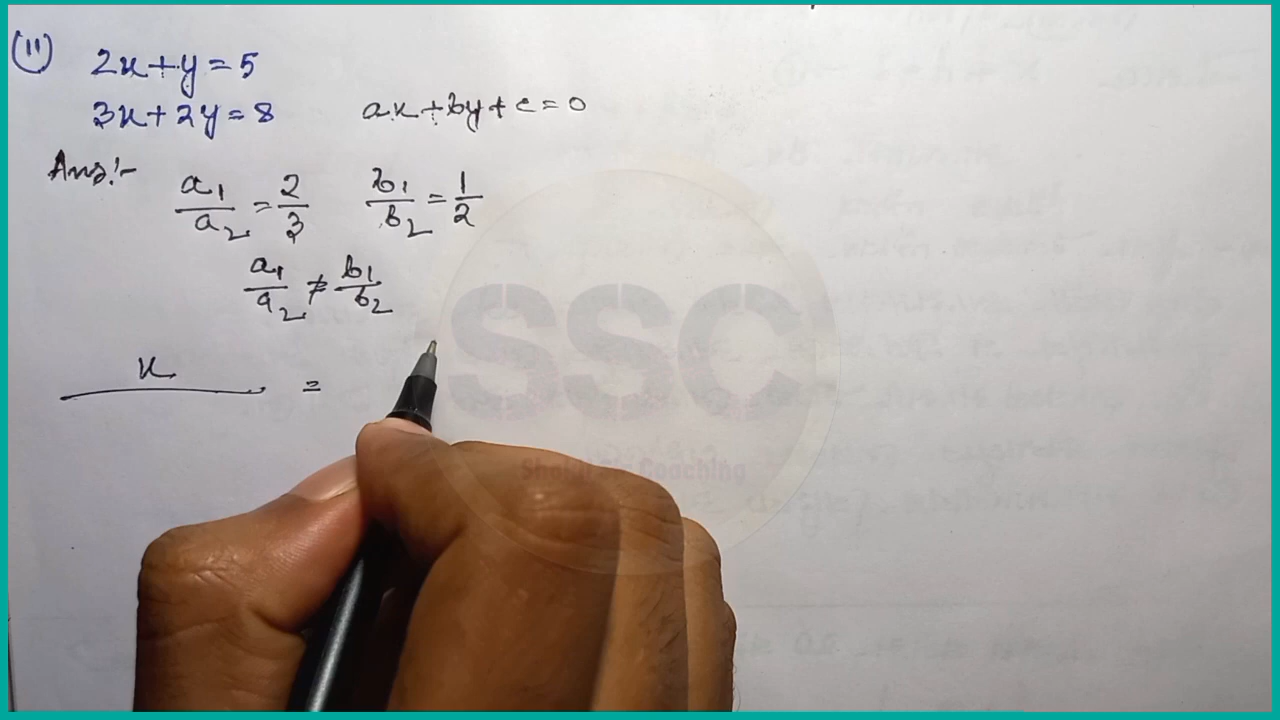 (11)
2x+y=5
3x+2y=8
ax+by+c=0
Ans:-
a₁/a₂ = 2/3 b₁/b₂ = 1/2
a₁/a₂ ≠ b₁/b₂
x =
SSC
Coaching